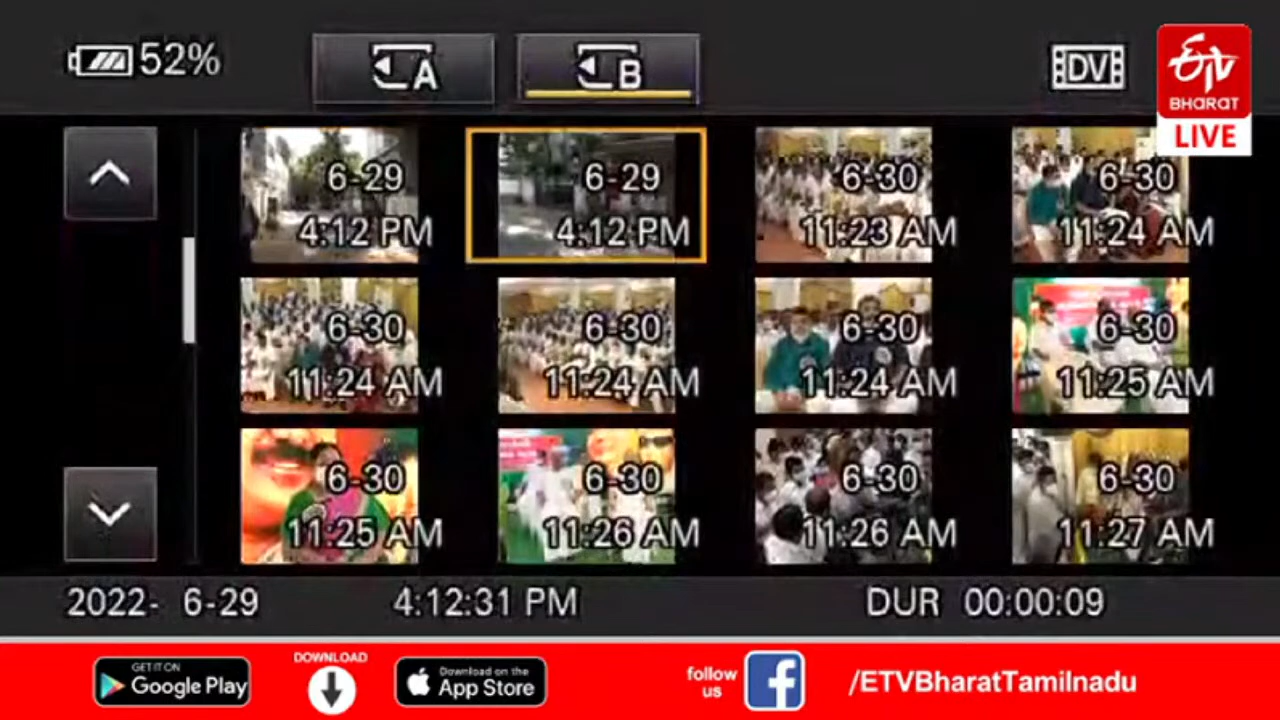 52%
A
B
DV
ETV
BHARAT
LIVE
6-29
4:12 PM
6-29
4:12 PM
6-30
11:23 AM
6-30
11:24 AM
6-30
11:24 AM
6-30
11:24 AM
6-30
11:24 AM
6-30
11:25 AM
6-30
11:25 AM
6-30
11:26 AM
6-30
11:26 AM
6-30
11:27 AM
2022- 6-29
4:12:31 PM
DUR 00:00:09
GET IT ON
Google Play
DOWNLOAD
Download on the
App Store
follow
us
/ETVBharatTamilnadu